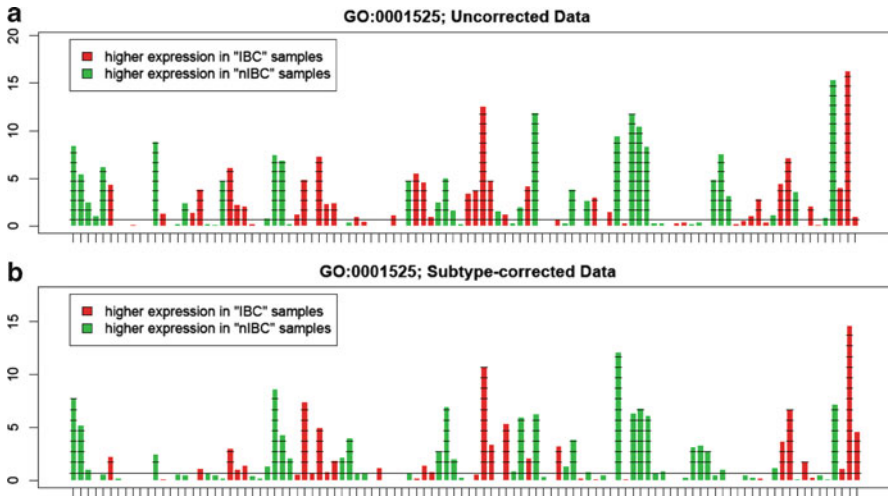 a
GO:0001525; Uncorrected Data
20
15
10
5
0
higher expression in "IBC" samples
higher expression in "nIBC" samples
b
GO:0001525; Subtype-corrected Data
15
10
5
0
higher expression in "IBC" samples
higher expression in "nIBC" samples